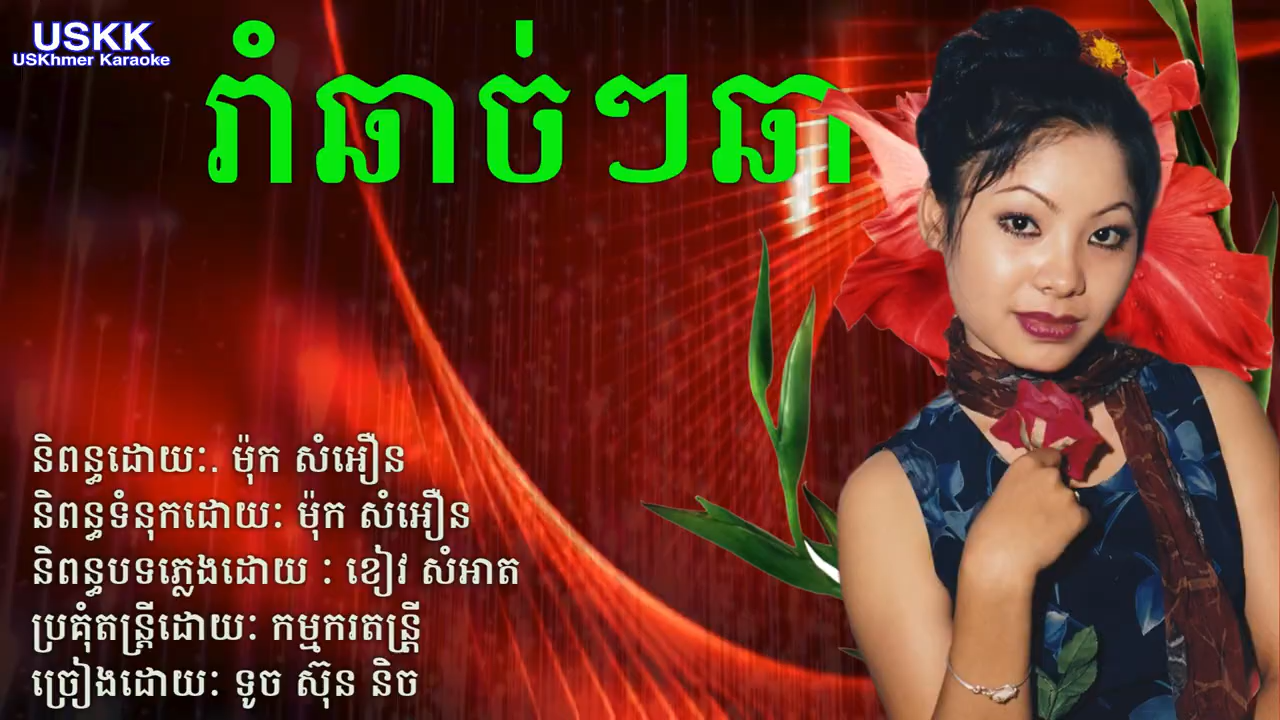 USKK
USKhmer Karaoke
រាំឆាច់ៗឆា
និពន្ធដោយៈ. ម៉ុក សំអឿន
និពន្ធទំនុកដោយៈ ម៉ុក សំអឿន
និពន្ធបទភ្លេងដោយ : ខៀវ សំអាត
ប្រគុំតន្ត្រីដោយៈ កម្មករតន្ត្រី
ច្រៀងដោយៈ ទូច ស៊ុន និច